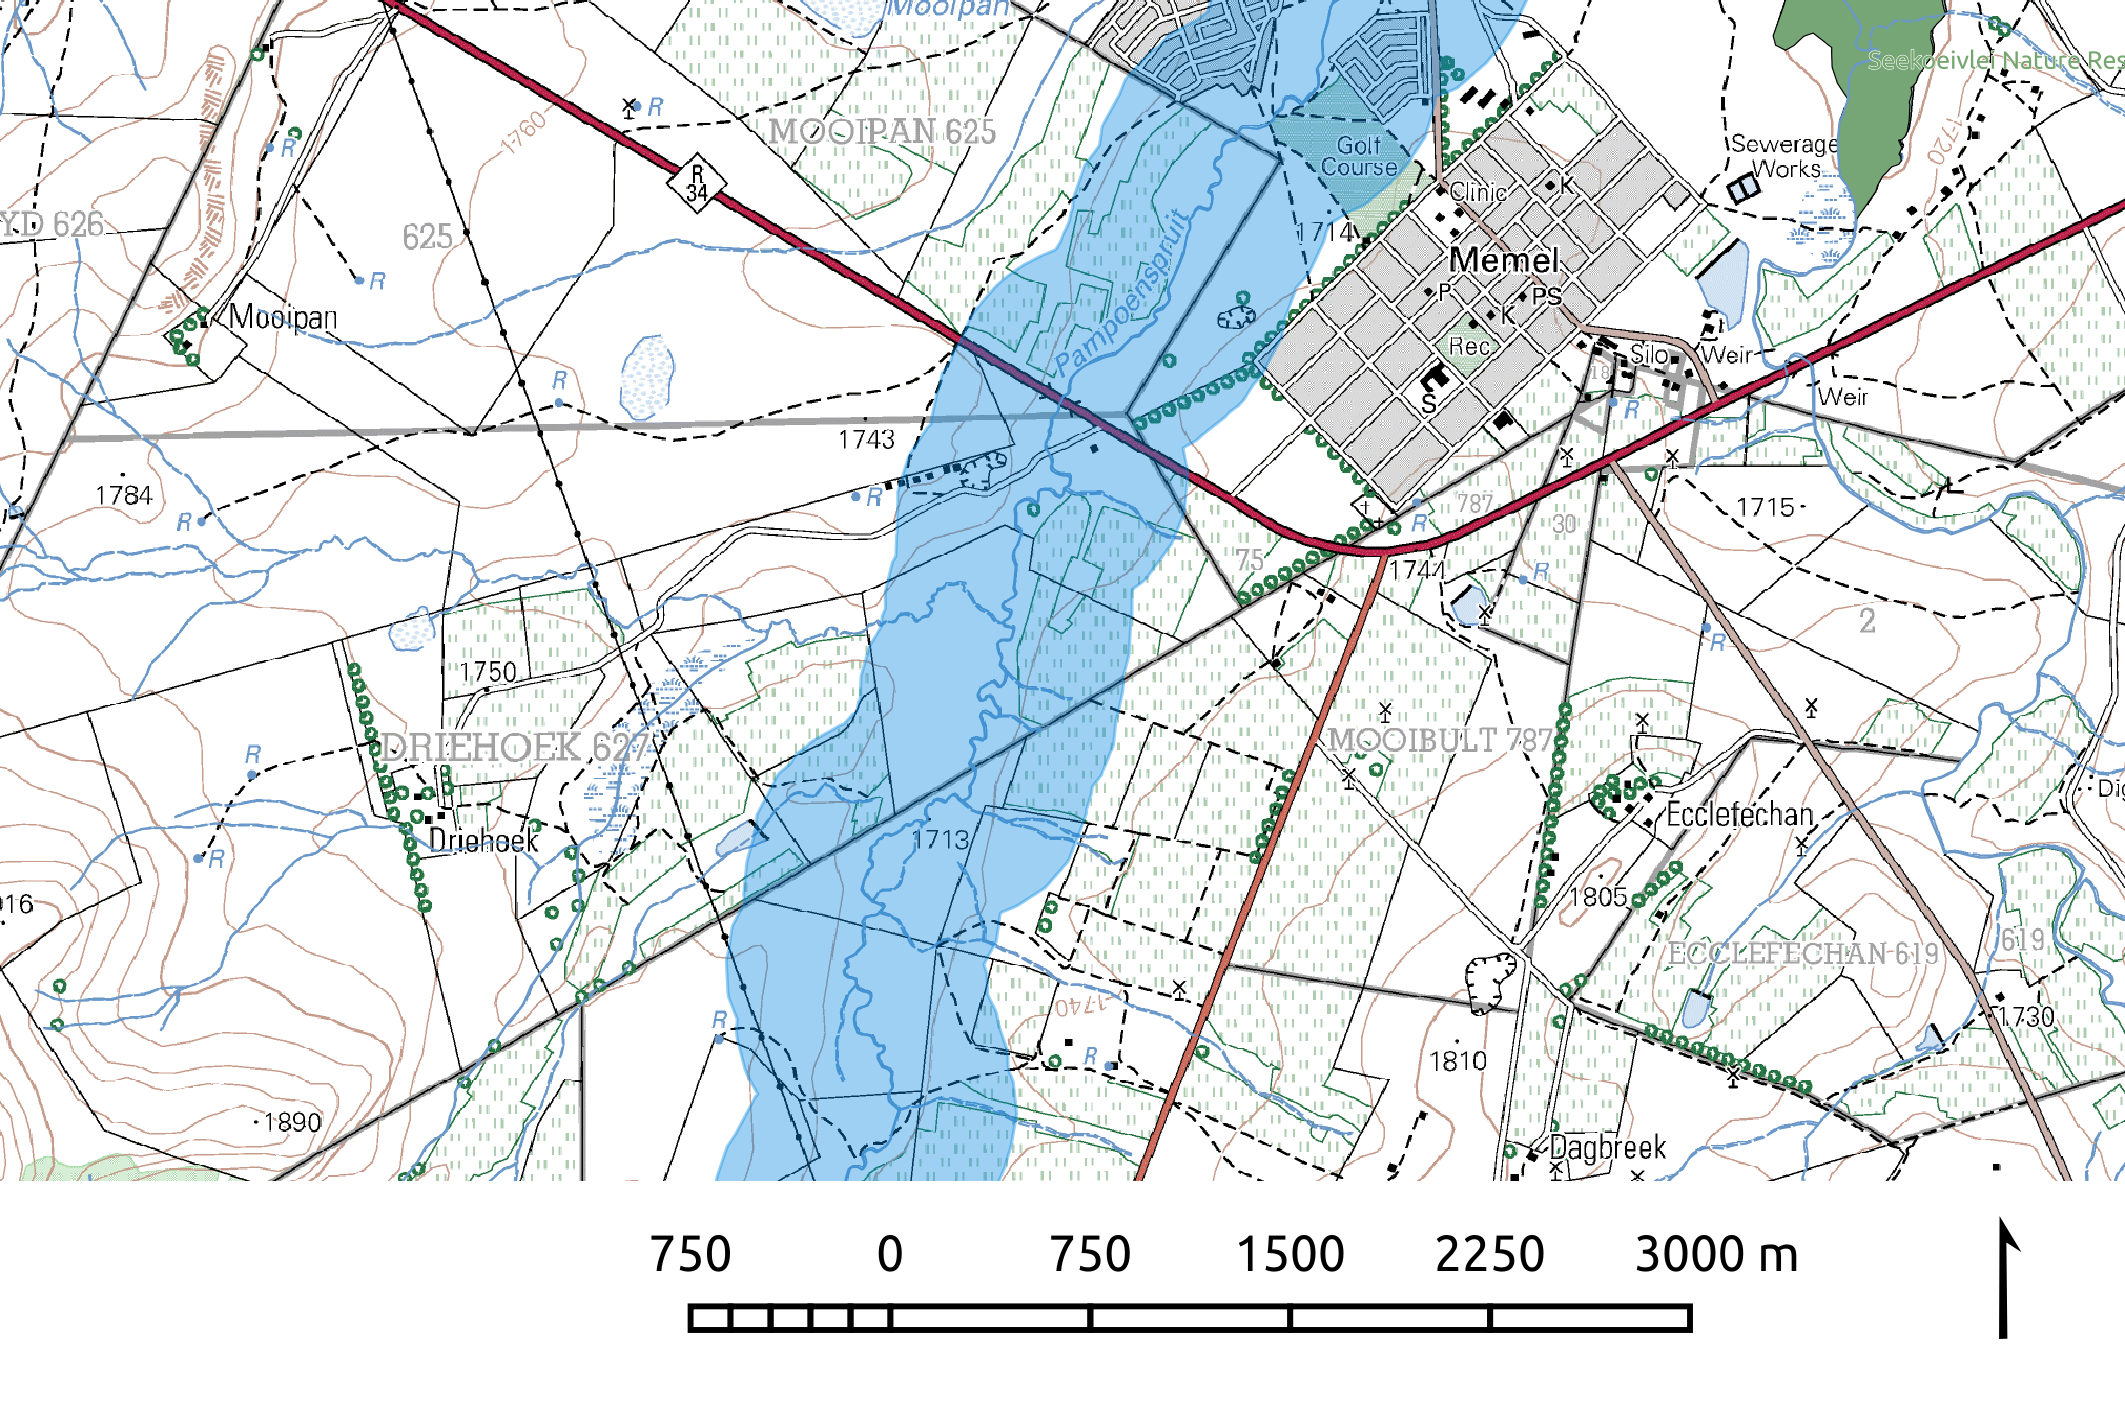 Mooipan
Seekoeivlei Nature Res
1760
R
MOOIPAN 625
R
34
R
Golf
Course
Clinic
K
Sewerage
Works
1720
YD 626
625
R
1714
Memel
Pampoenspruit
P
PS
K
Mooipan
Rec
Silo
Weir
18
R
S
Weir
R
1743
1784
R
R
787
R
30
1715
75
1744
R
2
R
1750
DRIEHOEK 627
MOOIBULT 787
R
Driehoek
1713
Ecclefechan
Dig
R
916
1805
ECCLEFECHAN 619
619
1740
R
R
1730
1810
1890
Dagbreek
750 0 750 1500 2250 3000 m